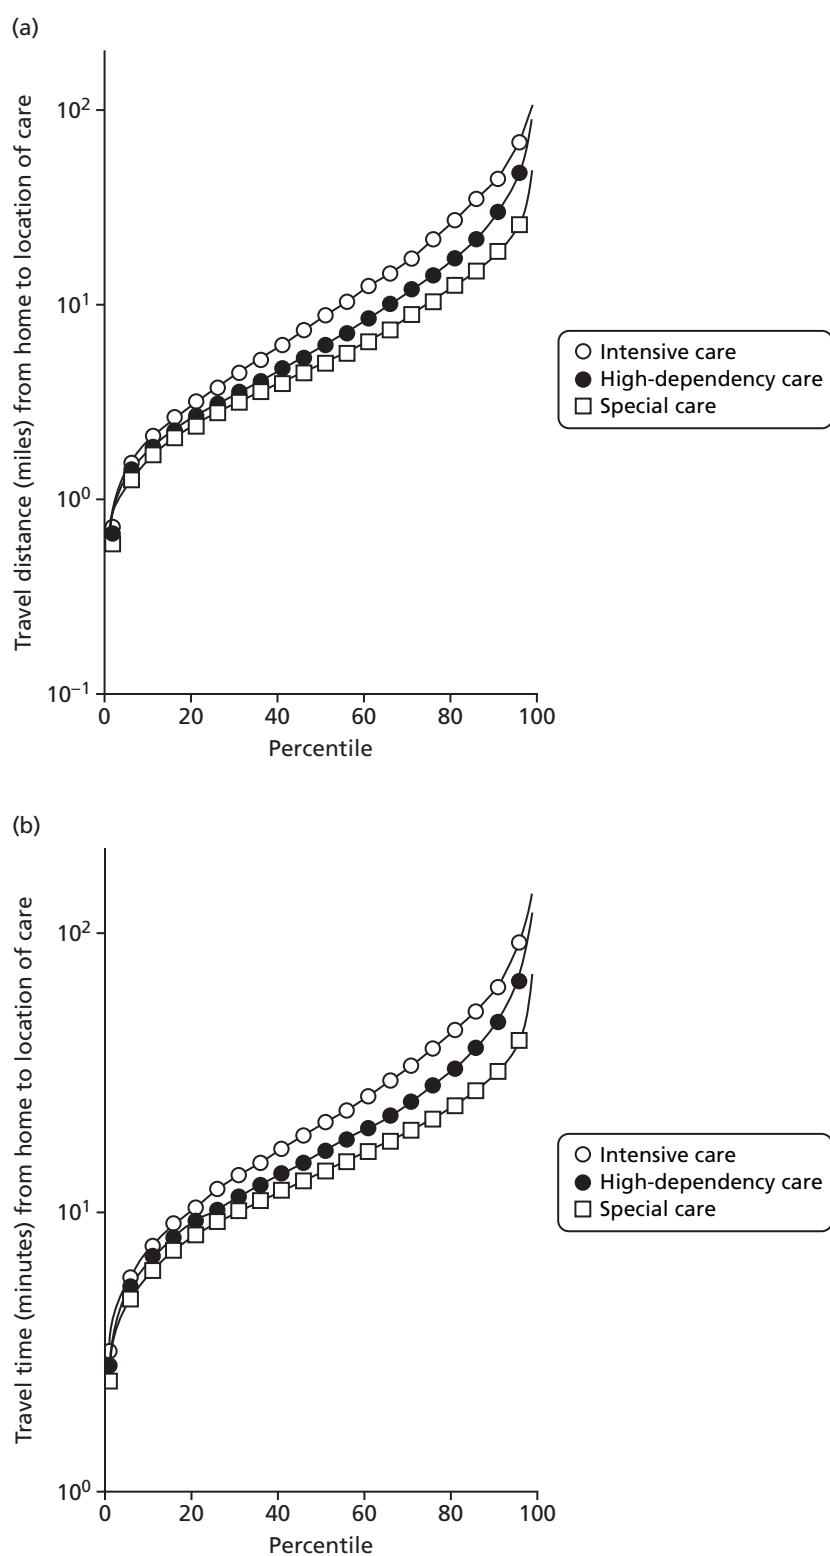 (a)
Travel distance (miles) from home to location of care
10²
10¹
10⁰
10⁻¹
0 20 40 60 80 100
Percentile
Intensive care
High-dependency care
Special care
(b)
Travel time (minutes) from home to location of care
10²
10¹
10⁰
0 20 40 60 80 100
Percentile
Intensive care
High-dependency care
Special care